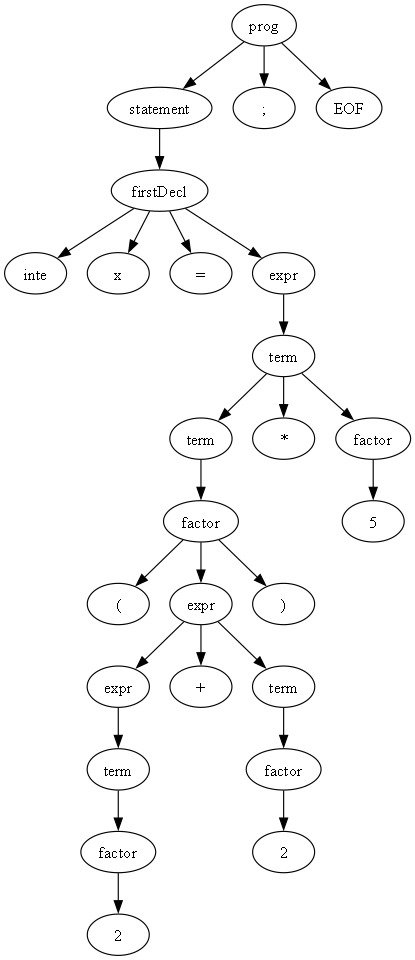 prog
statement ; EOF
firstDecl
inte x = expr
term
term * factor
factor 5
( expr )
expr + term
term factor
factor 2
2